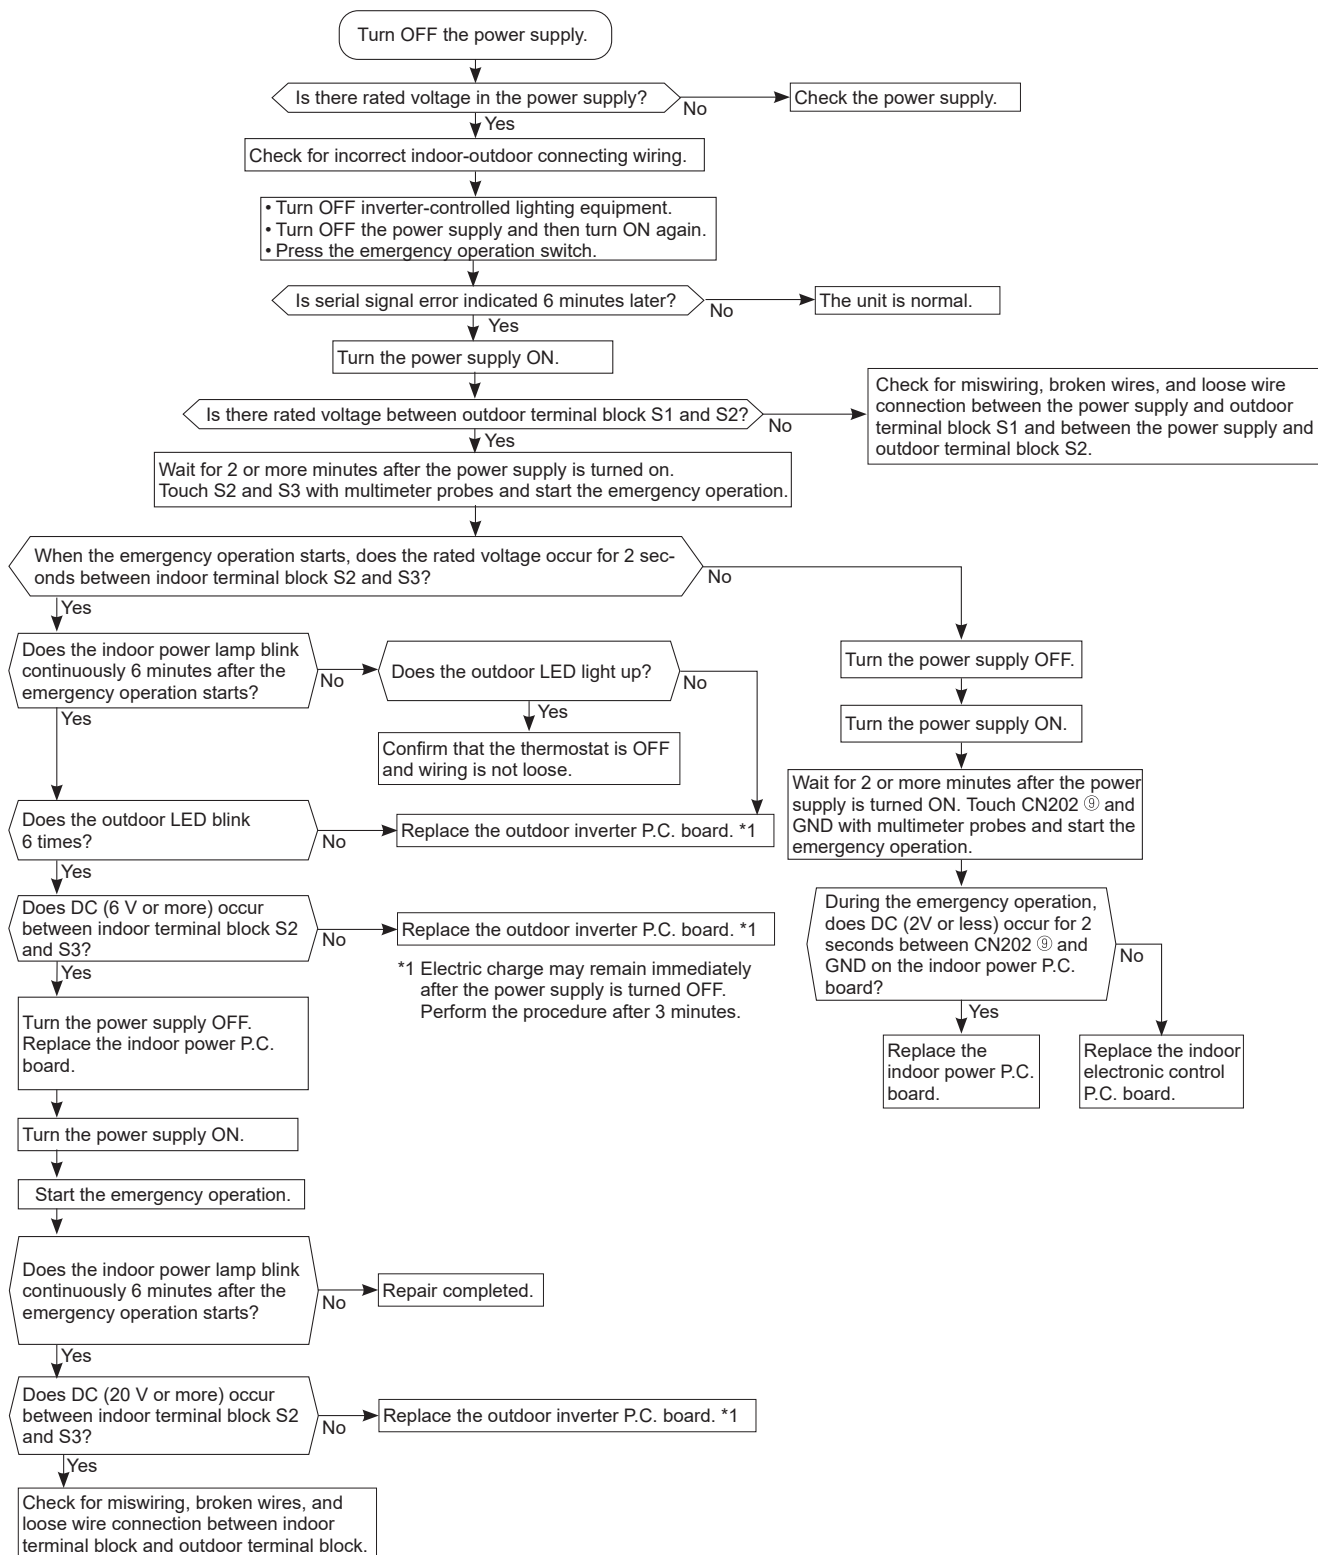 Turn OFF the power supply.
Is there rated voltage in the power supply?
No
Check the power supply.
Yes
Check for incorrect indoor-outdoor connecting wiring.
• Turn OFF inverter-controlled lighting equipment.
• Turn OFF the power supply and then turn ON again.
• Press the emergency operation switch.
Is serial signal error indicated 6 minutes later?
No
The unit is normal.
Yes
Turn the power supply ON.
Is there rated voltage between outdoor terminal block S1 and S2?
No
Check for miswiring, broken wires, and loose wire
connection between the power supply and outdoor
terminal block S1 and between the power supply and
outdoor terminal block S2.
Yes
Wait for 2 or more minutes after the power supply is turned on.
Touch S2 and S3 with multimeter probes and start the emergency operation.
When the emergency operation starts, does the rated voltage occur for 2 sec-
onds between indoor terminal block S2 and S3?
No
Yes
Does the indoor power lamp blink
continuously 6 minutes after the
emergency operation starts?
No
Does the outdoor LED light up?
No
Yes
Confirm that the thermostat is OFF
and wiring is not loose.
Yes
Does the outdoor LED blink
6 times?
No
Replace the outdoor inverter P.C. board. *1
Yes
Does DC (6 V or more) occur
between indoor terminal block S2
and S3?
No
Replace the outdoor inverter P.C. board. *1
*1 Electric charge may remain immediately
after the power supply is turned OFF.
Perform the procedure after 3 minutes.
Yes
Turn the power supply OFF.
Replace the indoor power P.C.
board.
Turn the power supply ON.
Start the emergency operation.
Does the indoor power lamp blink
continuously 6 minutes after the
emergency operation starts?
No
Repair completed.
Yes
Does DC (20 V or more) occur
between indoor terminal block S2
and S3?
No
Replace the outdoor inverter P.C. board. *1
Yes
Check for miswiring, broken wires, and
loose wire connection between indoor
terminal block and outdoor terminal block.
Turn the power supply OFF.
Turn the power supply ON.
Wait for 2 or more minutes after the power
supply is turned ON. Touch CN202 ⑨ and
GND with multimeter probes and start the
emergency operation.
During the emergency operation,
does DC (2V or less) occur for 2
seconds between CN202 ⑨ and
GND on the indoor power P.C.
board?
No
Yes
Replace the
indoor power P.C.
board.
Replace the indoor
electronic control
P.C. board.